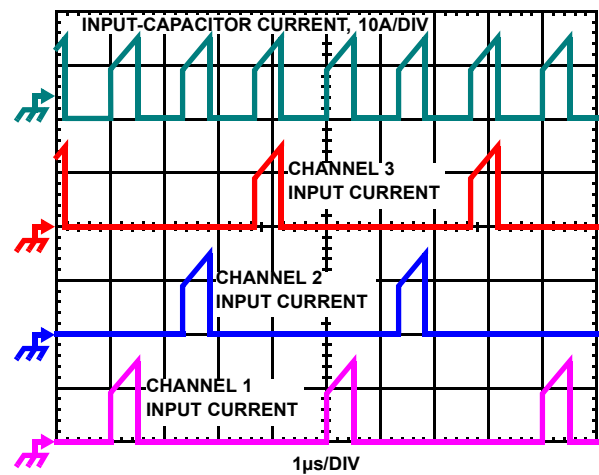 INPUT-CAPACITOR CURRENT, 10A/DIV
CHANNEL 3
INPUT CURRENT
CHANNEL 2
INPUT CURRENT
CHANNEL 1
INPUT CURRENT
1µs/DIV